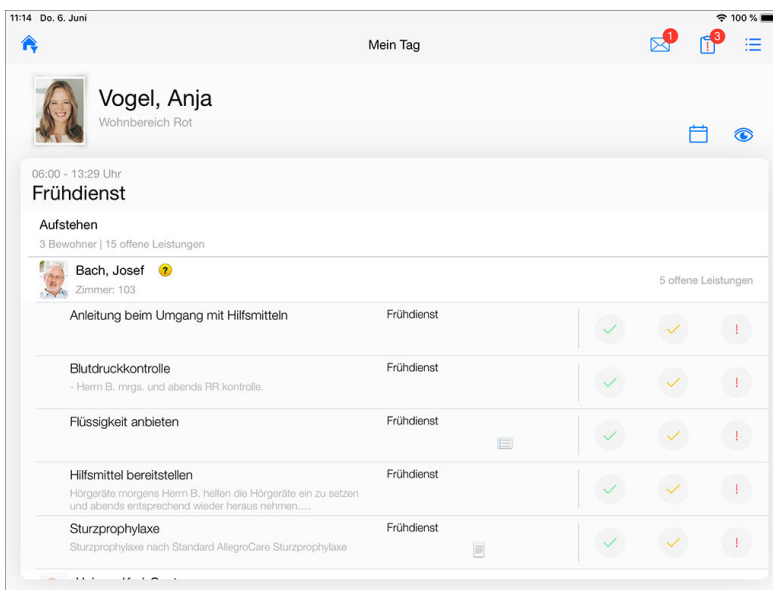 11:14 Do. 6. Juni
100 %
Mein Tag
1
3
Vogel, Anja
Wohnbereich Rot
06:00 - 13:29 Uhr
Frühdienst
Aufstehen
3 Bewohner | 15 offene Leistungen
Bach, Josef ?
Zimmer: 103
5 offene Leistungen
Anleitung beim Umgang mit Hilfsmitteln
Frühdienst
Blutdruckkontrolle
Frühdienst
- Herrn B. mrgs. und abends RR kontrolle.
Flüssigkeit anbieten
Frühdienst
Hilfsmittel bereitstellen
Frühdienst
Hörgeräte morgens Herrn B. helfen die Hörgeräte ein zu setzen
und abends entsprechend wieder heraus nehmen....
Sturzprophylaxe
Frühdienst
Sturzprophylaxe nach Standard AllegroCare Sturzprophylaxe